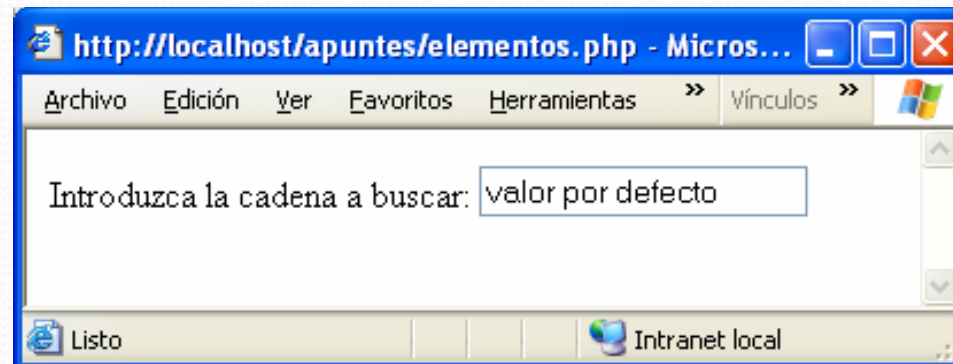 http://localhost/apuntes/elementos.php - Micros...
Archivo Edición Ver Favoritos Herramientas » Vínculos »
Introduzca la cadena a buscar: valor por defecto
Listo Intranet local